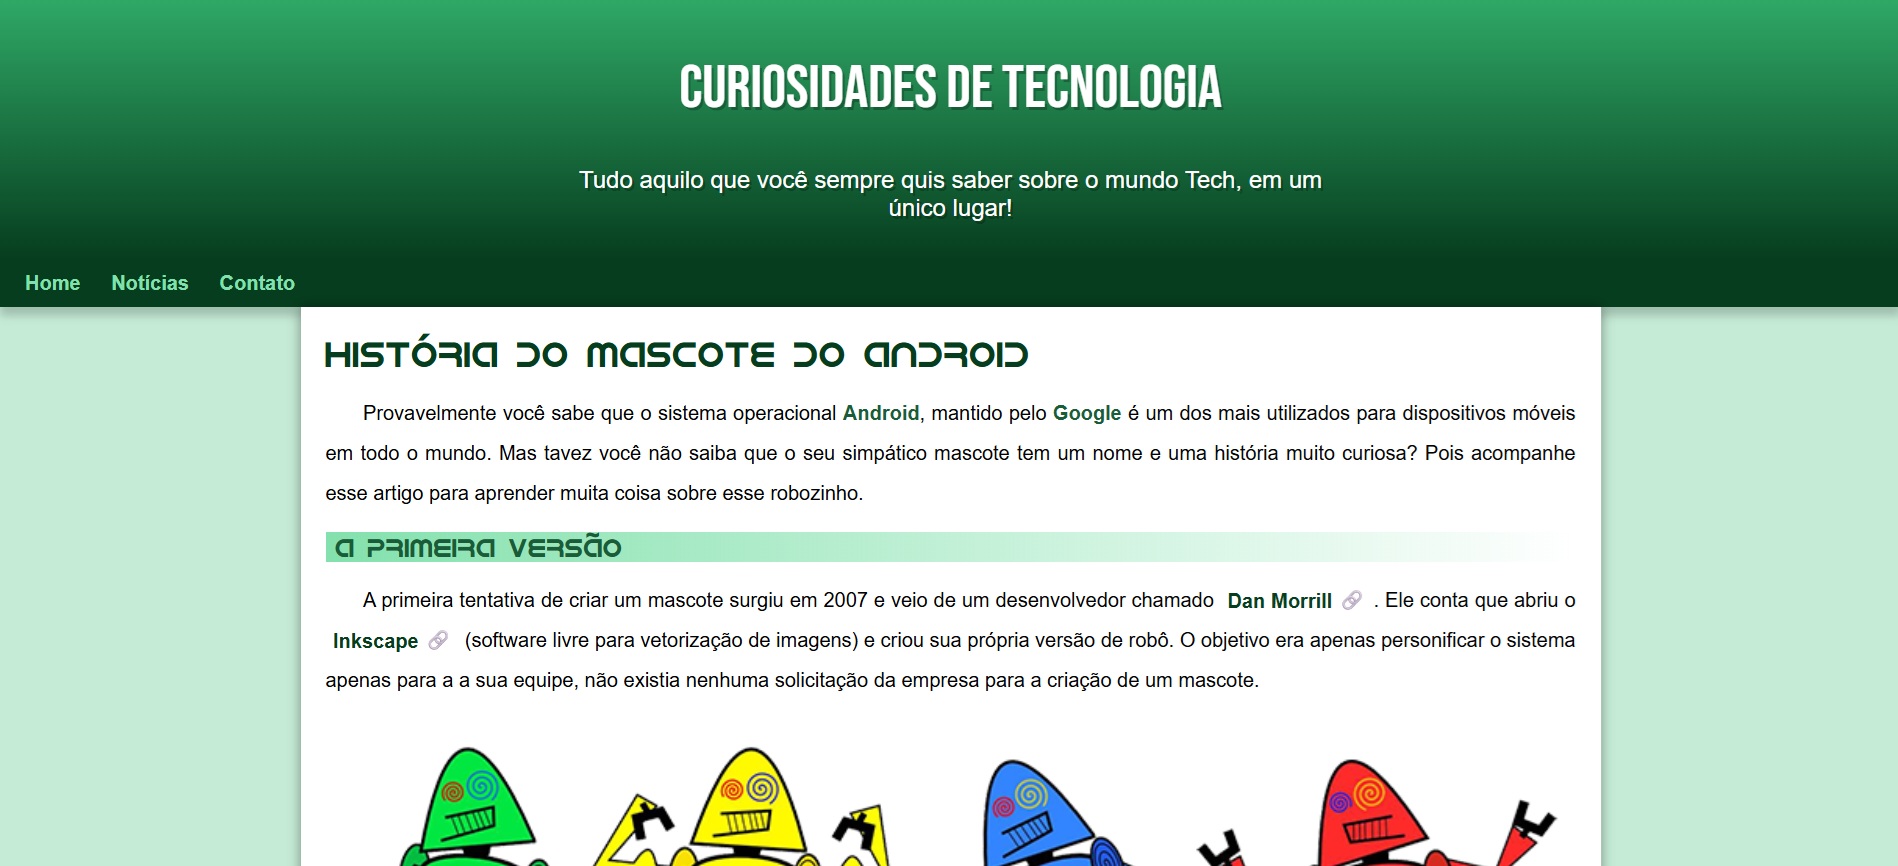 CURIOSIDADES DE TECNOLOGIA
Tudo aquilo que você sempre quis saber sobre o mundo Tech, em um
único lugar!
Home Notícias Contato
HISTÓRIA DO MASCOTE DO ANDROID
Provavelmente você sabe que o sistema operacional Android, mantido pelo Google é um dos mais utilizados para dispositivos móveis
em todo o mundo. Mas tavez você não saiba que o seu simpático mascote tem um nome e uma história muito curiosa? Pois acompanhe
esse artigo para aprender muita coisa sobre esse robozinho.
A PRIMEIRA VERSÃO
A primeira tentativa de criar um mascote surgiu em 2007 e veio de um desenvolvedor chamado Dan Morrill 🔗 . Ele conta que abriu o
Inkscape 🔗 (software livre para vetorização de imagens) e criou sua própria versão de robô. O objetivo era apenas personificar o sistema
apenas para a a sua equipe, não existia nenhuma solicitação da empresa para a criação de um mascote.